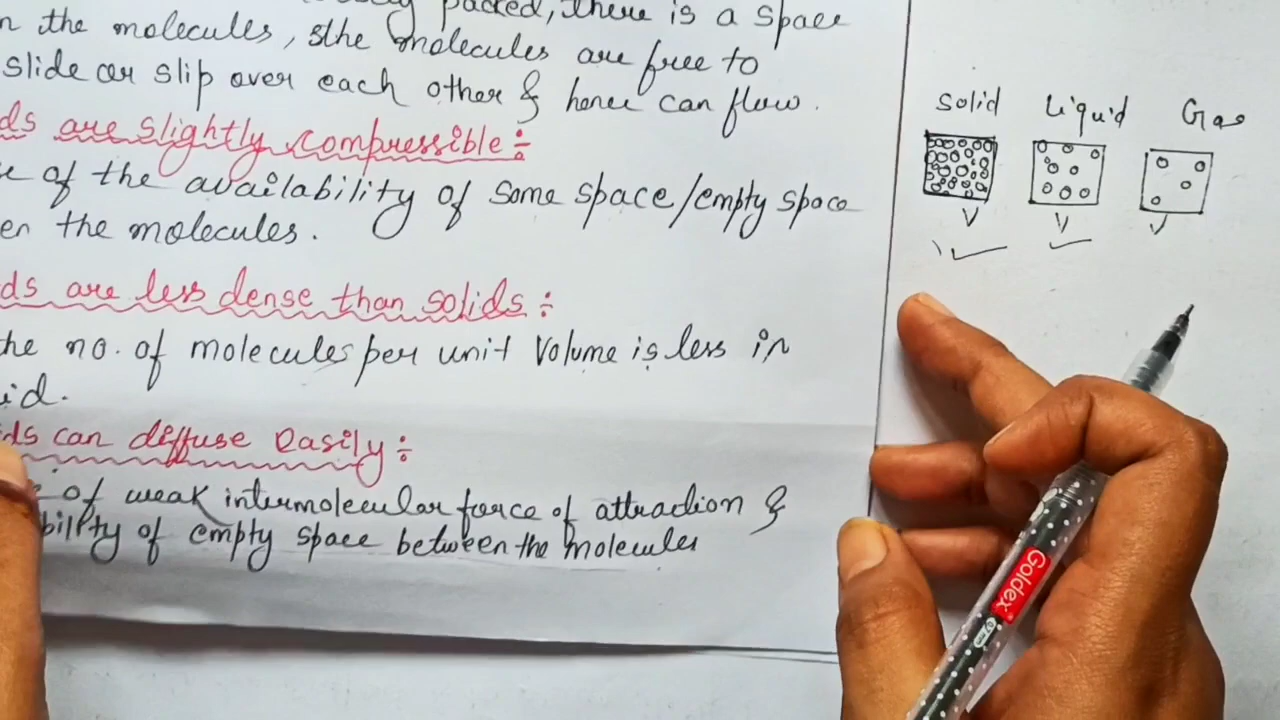 packed, there is a space
n the molecules, the molecules are free to
slide or slip over each other & hence can flow.
ds are slightly compressible:
e of the availability of some space/empty space
en the molecules.
ds are less dense than solids:
he no. of molecules per unit volume is less in
id.
ds can diffuse easily:
of weak intermolecular force of attraction &
bility of empty space between the molecules
Solid Liquid Gas
V V V
Goldex